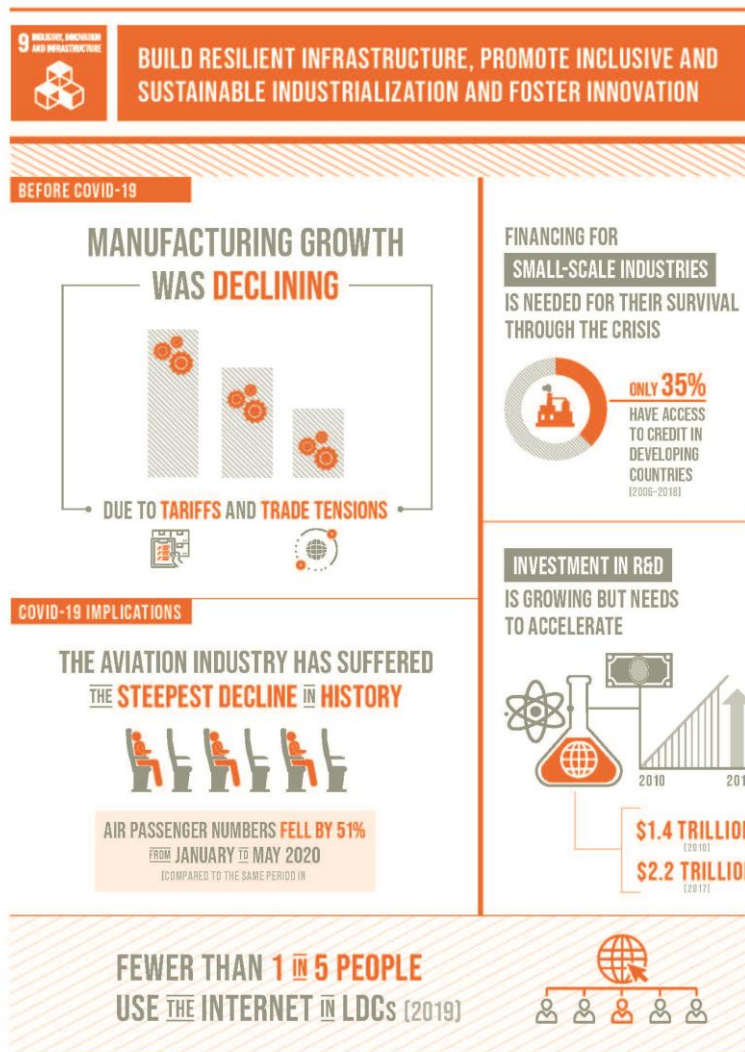 9 INDUSTRY, INNOVATION
AND INFRASTRUCTURE
BUILD RESILIENT INFRASTRUCTURE, PROMOTE INCLUSIVE AND
SUSTAINABLE INDUSTRIALIZATION AND FOSTER INNOVATION
BEFORE COVID-19
MANUFACTURING GROWTH
WAS DECLINING
DUE TO TARIFFS AND TRADE TENSIONS
FINANCING FOR
SMALL-SCALE INDUSTRIES
IS NEEDED FOR THEIR SURVIVAL
THROUGH THE CRISIS
ONLY 35%
HAVE ACCESS
TO CREDIT IN
DEVELOPING
COUNTRIES
(2006-2018)
COVID-19 IMPLICATIONS
THE AVIATION INDUSTRY HAS SUFFERED
THE STEEPEST DECLINE IN HISTORY
AIR PASSENGER NUMBERS FELL BY 51%
FROM JANUARY TO MAY 2020
(COMPARED TO THE SAME PERIOD IN
INVESTMENT IN R&D
IS GROWING BUT NEEDS
TO ACCELERATE
2010 201
$1.4 TRILLION
(2010)
$2.2 TRILLION
(2017)
FEWER THAN 1 IN 5 PEOPLE
USE THE INTERNET IN LDCs (2019)